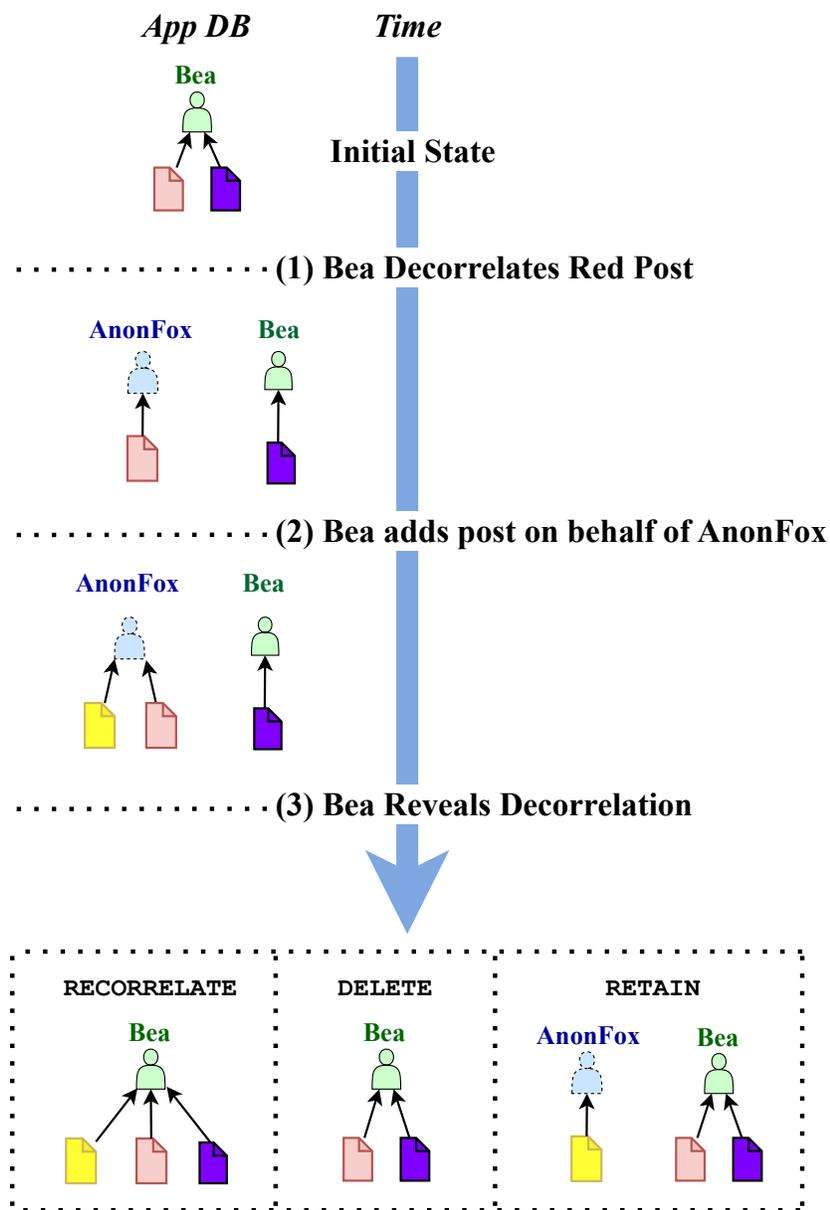 App DB
Time
Bea
Initial State
(1) Bea Decorrelates Red Post
AnonFox
Bea
(2) Bea adds post on behalf of AnonFox
AnonFox
Bea
(3) Bea Reveals Decorrelation
RECORRELATE
DELETE
RETAIN
Bea
Bea
AnonFox
Bea